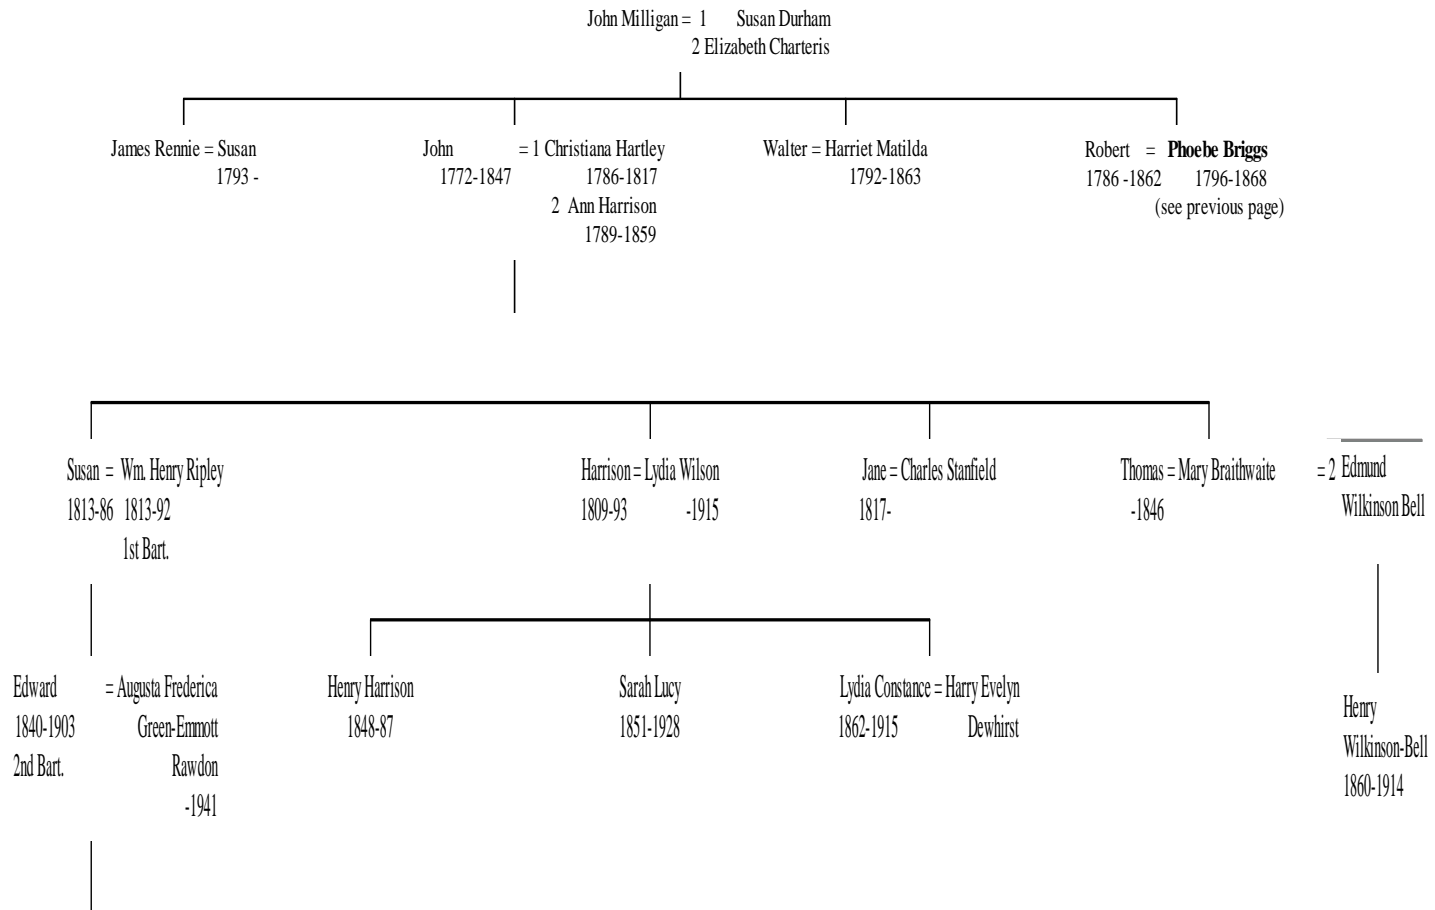 John Milligan = 1 Susan Durham
2 Elizabeth Charteris
James Rennie = Susan
1793 -
John = 1 Christiana Hartley
1772-1847 1786-1817
2 Ann Harrison
1789-1859
Walter = Harriet Matilda
1792-1863
Robert = Phoebe Briggs
1786 -1862 1796-1868
(see previous page)
Susan = Wm. Henry Ripley
1813-86 1813-92
1st Bart.
Harrison = Lydia Wilson
1809-93 -1915
Jane = Charles Stanfield
1817-
Thomas = Mary Braithwaite = 2 Edmund
-1846 Wilkinson Bell
Edward = Augusta Frederica
1840-1903 Green-Emmott
2nd Bart. Rawdon
-1941
Henry Harrison
1848-87
Sarah Lucy
1851-1928
Lydia Constance = Harry Evelyn
1862-1915 Dewhirst
Henry
Wilkinson-Bell
1860-1914